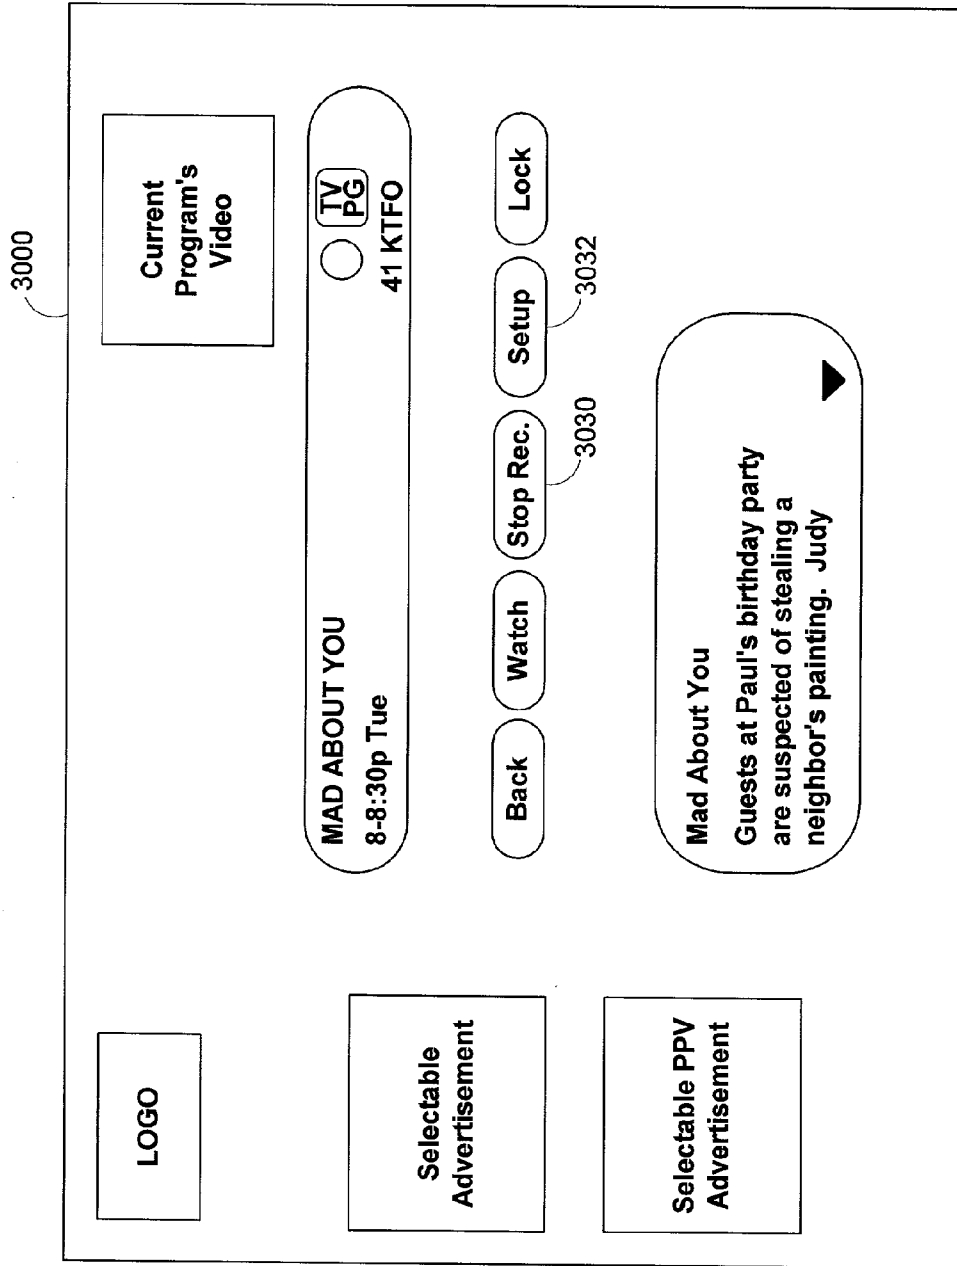 3000
LOGO
Current
Program's
Video
MAD ABOUT YOU
8-8:30p Tue
TV
PG
41 KTFO
Selectable
Advertisement
Back
Watch
Stop Rec.
Setup
Lock
3030
3032
Selectable PPV
Advertisement
Mad About You
Guests at Paul's birthday party
are suspected of stealing a
neighbor's painting. Judy